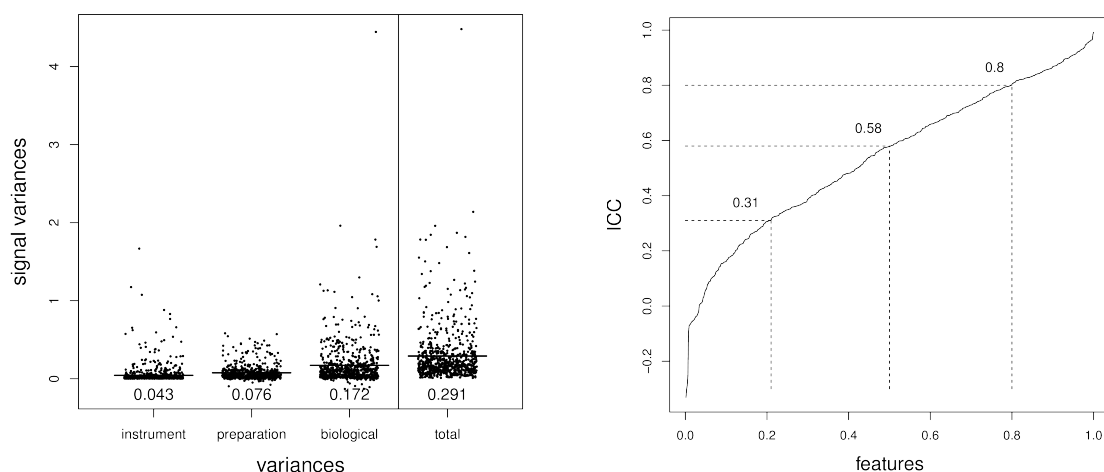 signal variances
4
3
2
1
0
0.043 0.076 0.172 0.291
instrument preparation biological total
variances
ICC
1.0
0.8
0.6
0.4
0.2
0.0
-0.2
0.8
0.58
0.31
0.0 0.2 0.4 0.6 0.8 1.0
features